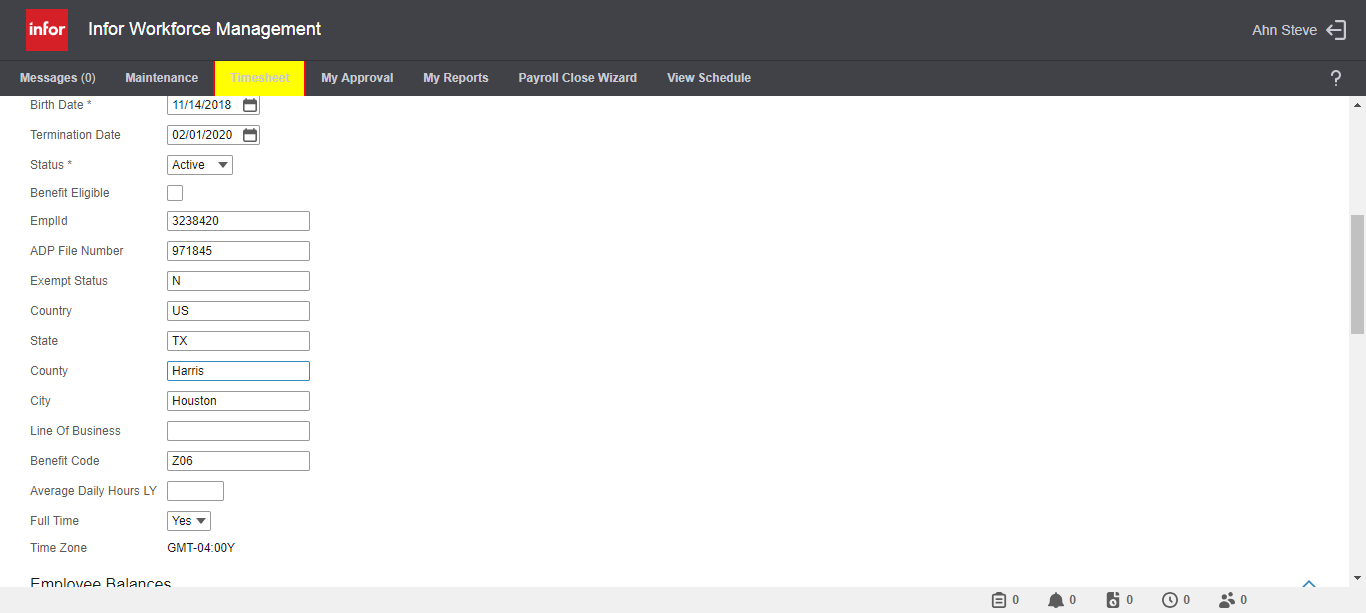 infor
Infor Workforce Management
Ahn Steve
Messages (0) Maintenance Timesheet My Approval My Reports Payroll Close Wizard View Schedule ?
Birth Date * 11/14/2018
Termination Date 02/01/2020
Status * Active
Benefit Eligible
EmplId 3238420
ADP File Number 971845
Exempt Status N
Country US
State TX
County Harris
City Houston
Line Of Business
Benefit Code Z06
Average Daily Hours LY
Full Time Yes
Time Zone GMT-04:00Y
Employee Balances
0 0 0 0 0